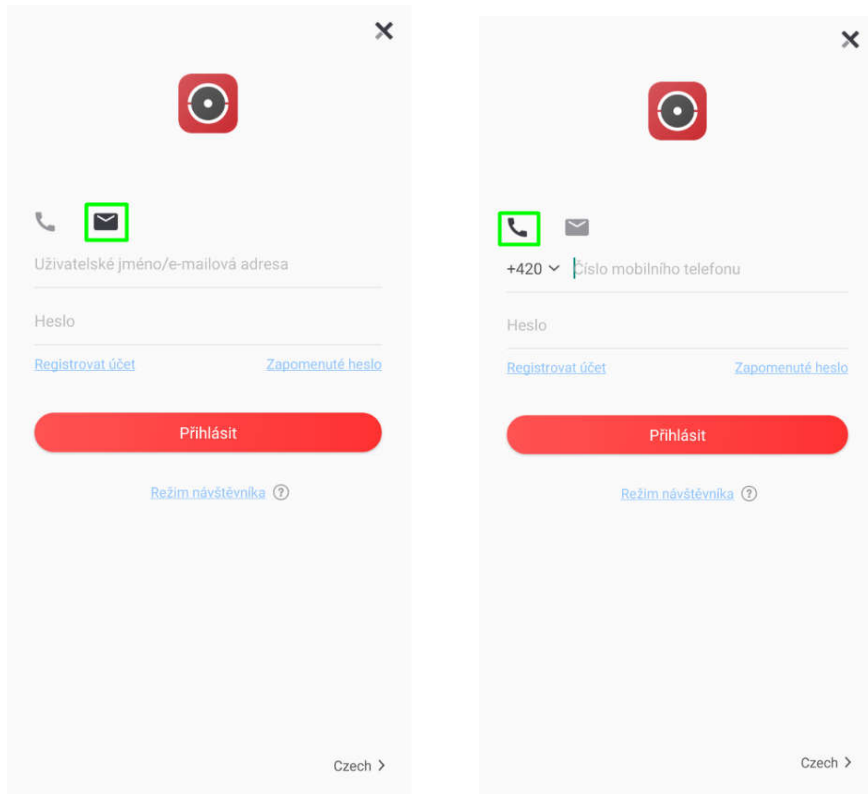 Uživatelské jméno/e-mailová adresa
Heslo
Registrovat účet
Zapomenuté heslo
Přihlásit
Režim návštěvníka ?
Czech >
+420
Číslo mobilního telefonu
Heslo
Registrovat účet
Zapomenuté heslo
Přihlásit
Režim návštěvníka ?
Czech >